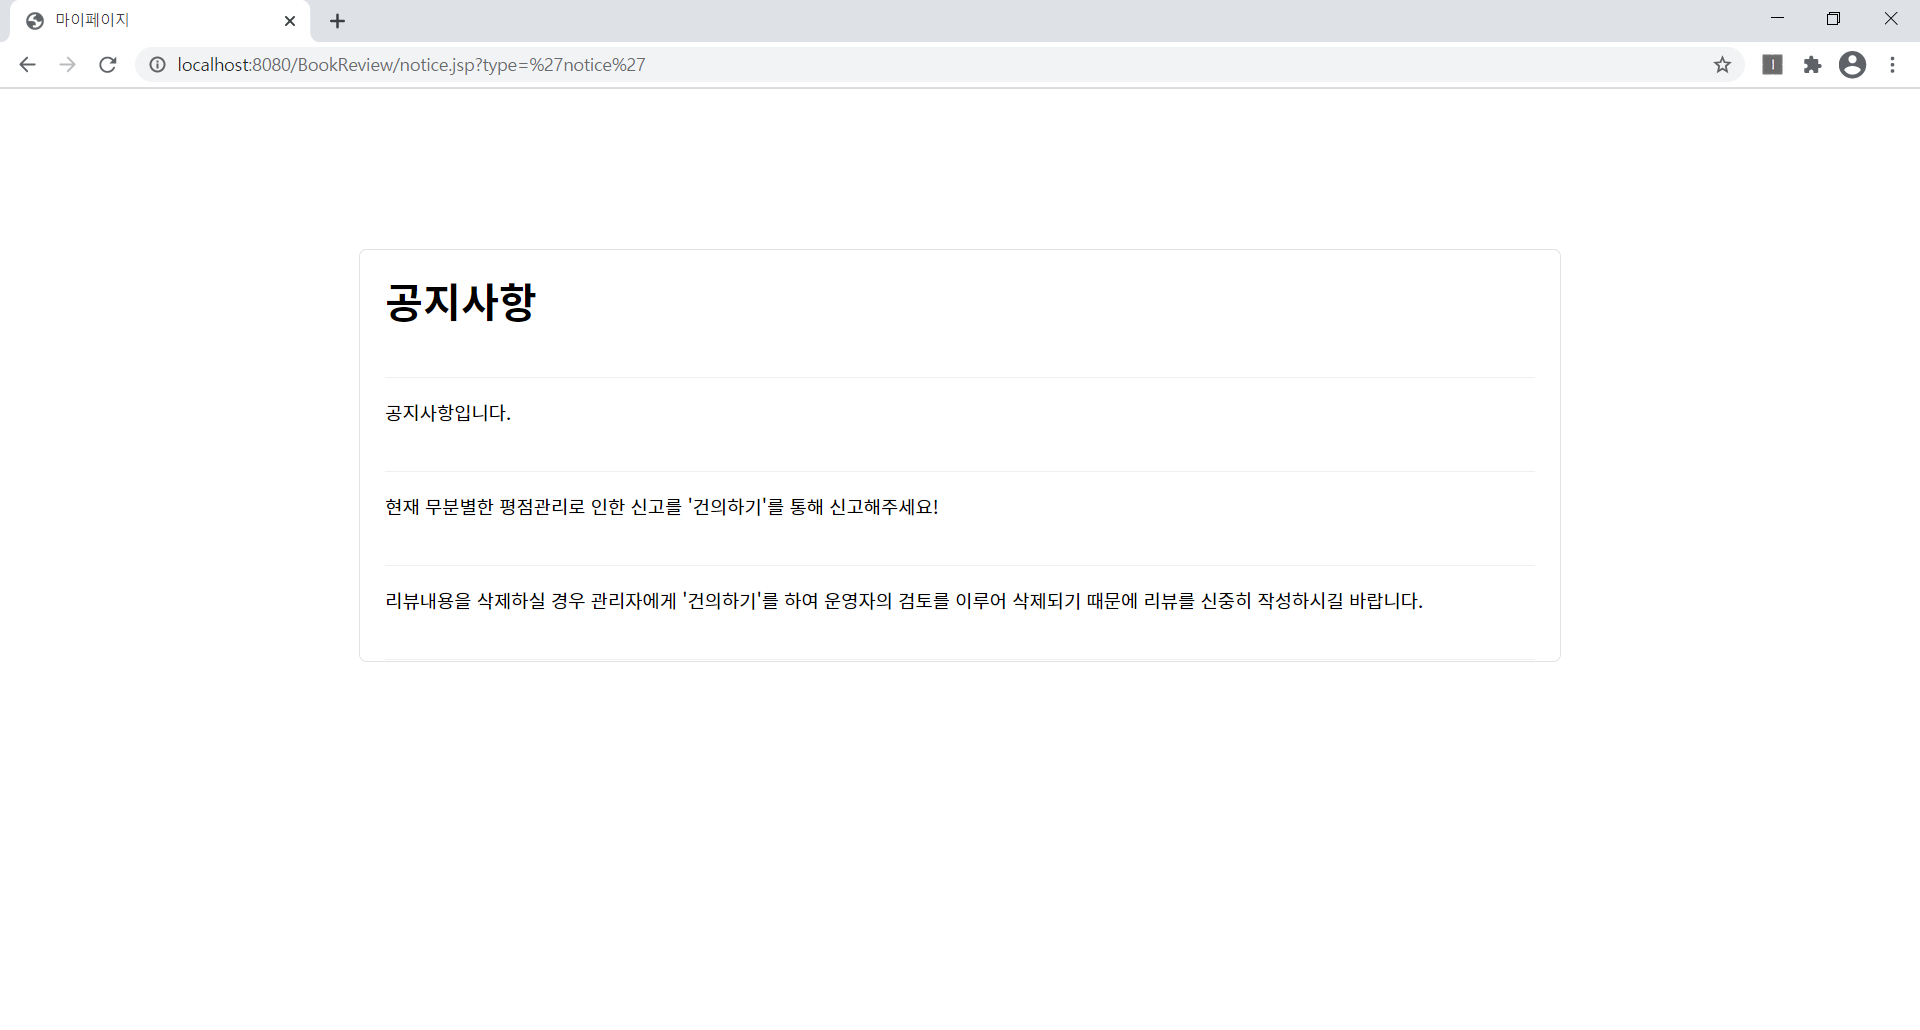 마이페이지
localhost:8080/BookReview/notice.jsp?type=%27notice%27
공지사항
공지사항입니다.
현재 무분별한 평점관리로 인한 신고를 '건의하기'를 통해 신고해주세요!
리뷰내용을 삭제하실 경우 관리자에게 '건의하기'를 하여 운영자의 검토를 이루어 삭제되기 때문에 리뷰를 신중히 작성하시길 바랍니다.